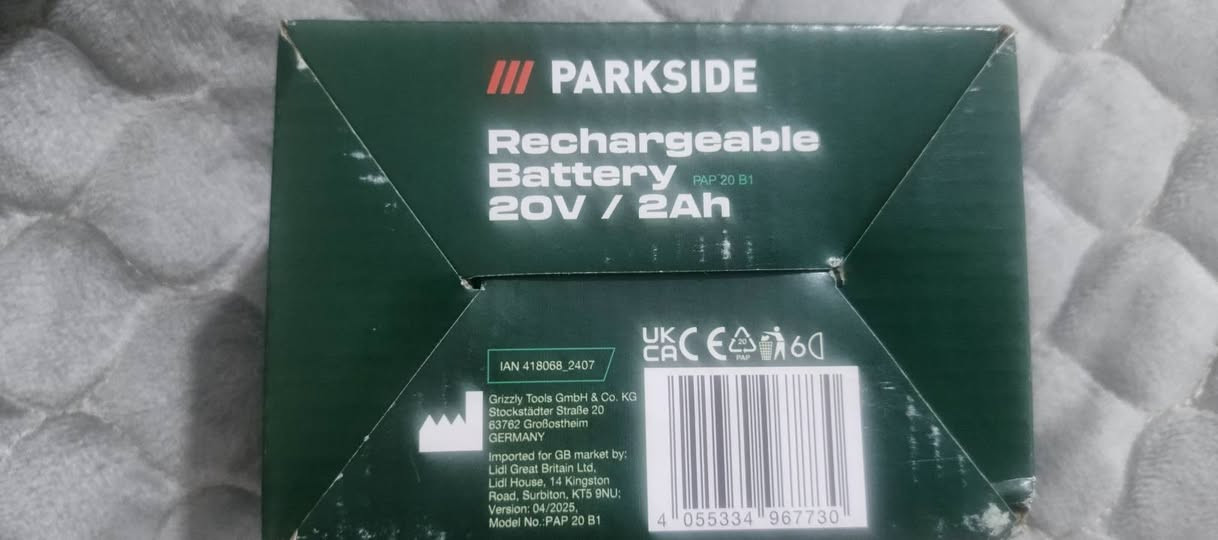 PARKSIDE
Rechargeable
Battery PAP 20 B1
20V / 2Ah
UK
CA CE 20
PAP
IAN 418068_2407
Grizzly Tools GmbH & Co. KG
Stockstädter Straße 20
63762 Großostheim
GERMANY
Imported for GB market by:
Lidl Great Britain Ltd,
Lidl House, 14 Kingston
Road, Surbiton, KT5 9NU;
Version: 04/2025,
Model No.:PAP 20 B1
4 055334 967730